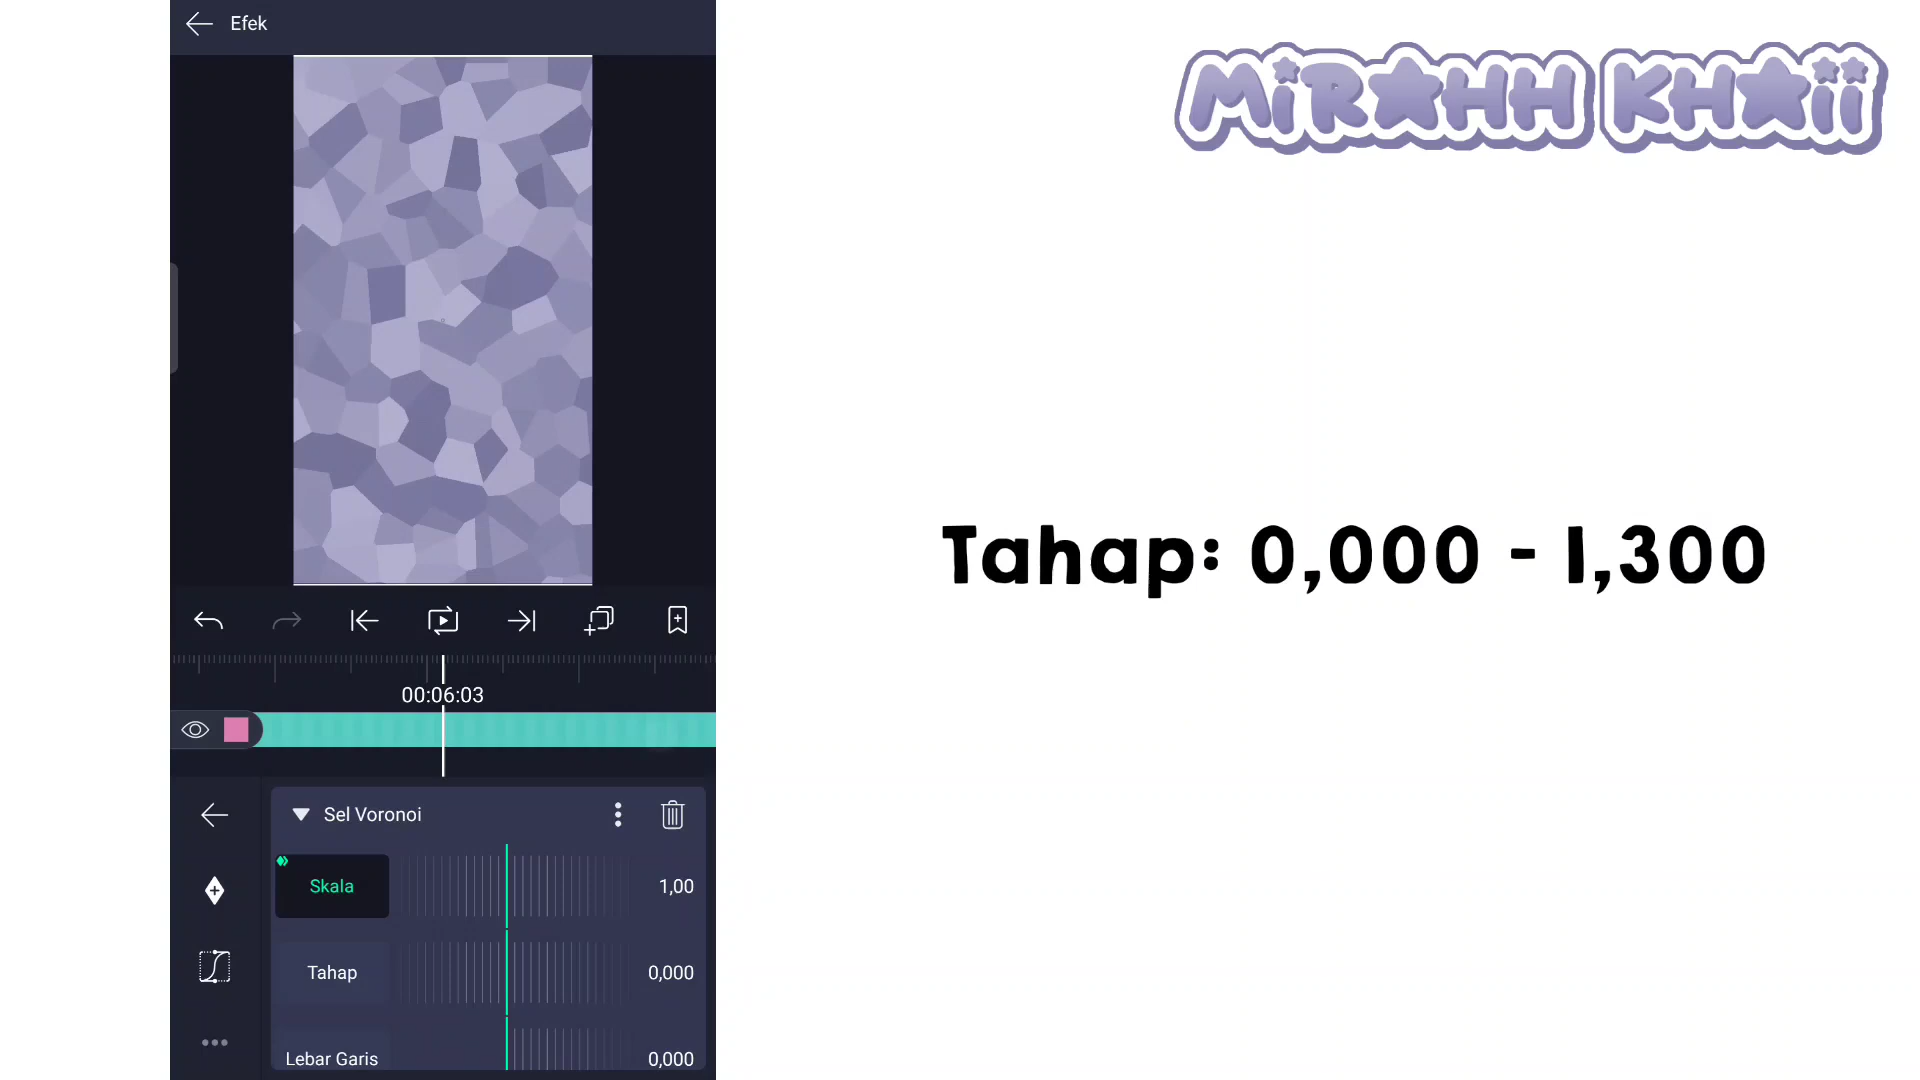 Efek
MiRAHH KHAii
Tahap: 0,000 - 1,300
00:06:03
Sel Voronoi
Skala
1,00
Tahap
0,000
Lebar Garis
0,000